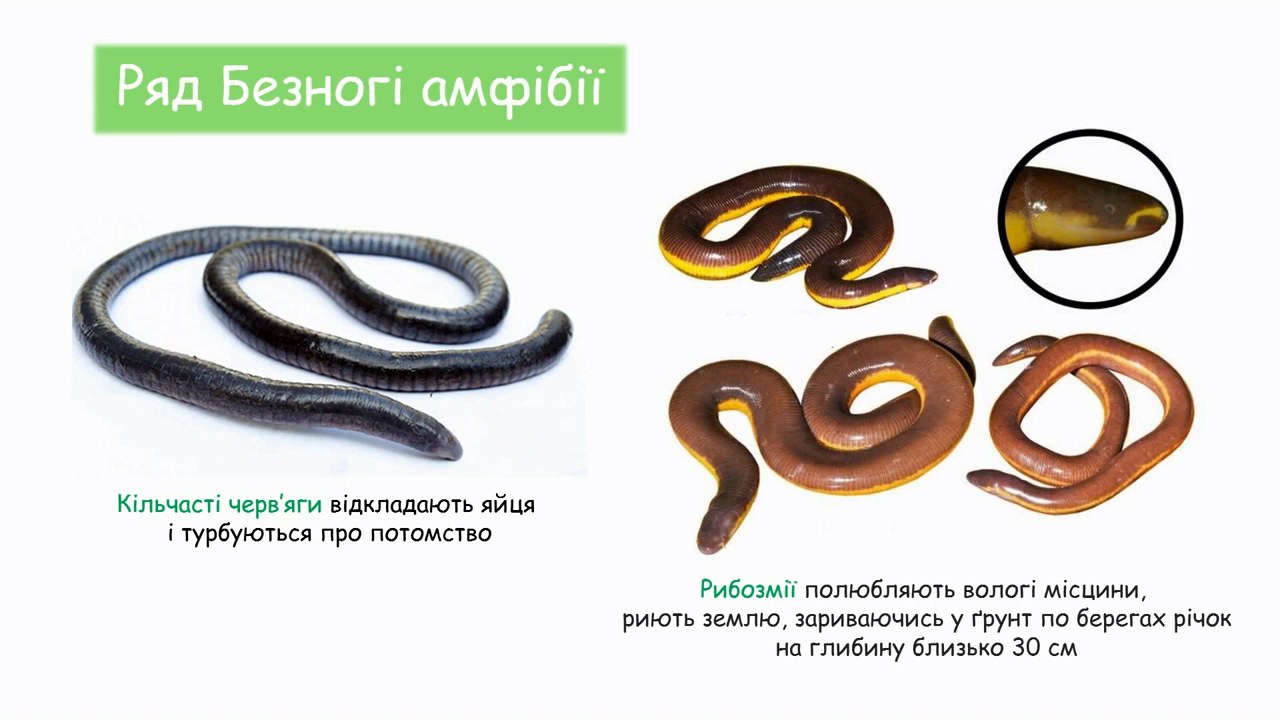 Ряд Безногі амфібії
Кільчасті черв’яги відкладають яйця
і турбуються про потомство
Рибозмії полюбляють вологі місцини,
риють землю, зариваючись у ґрунт по берегах річок
на глибину близько 30 см